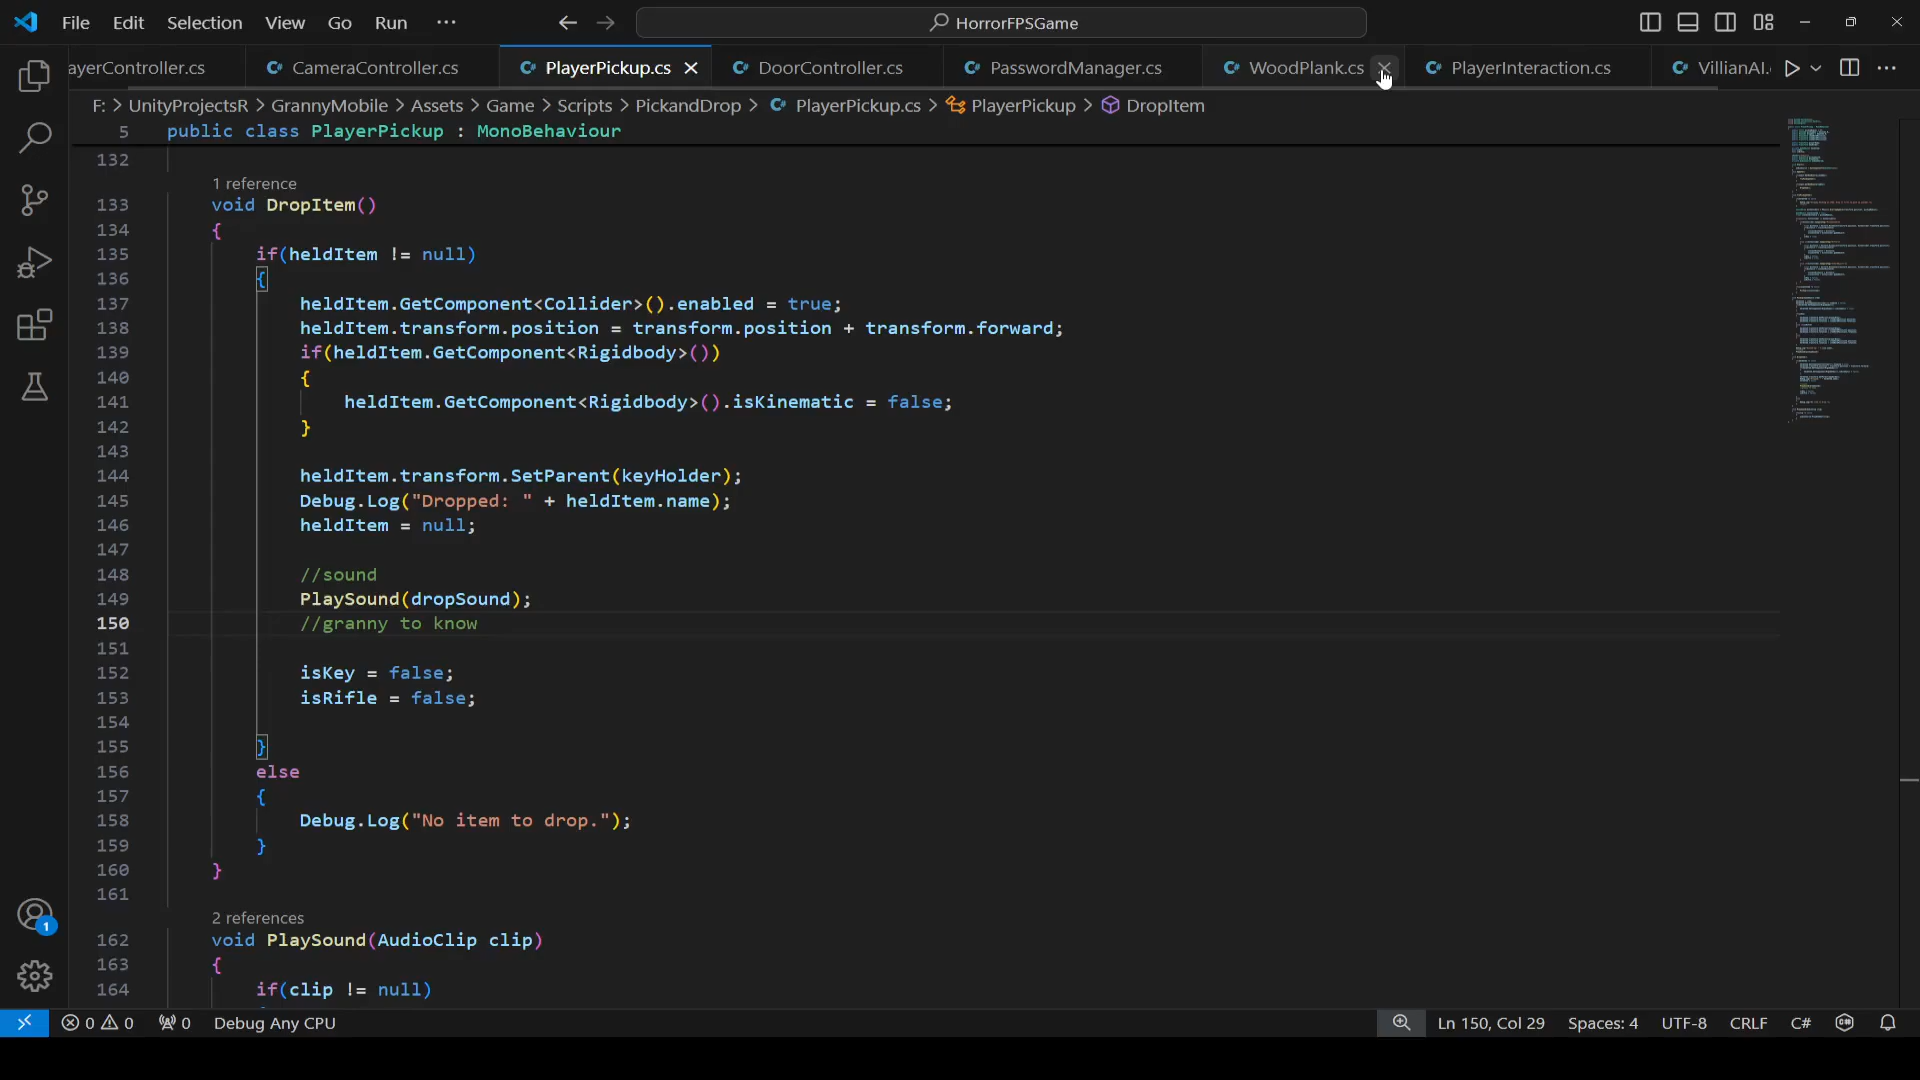 File Edit Selection View Go Run ··· HorrorFPSGame
ayerController.cs CameraController.cs PlayerPickup.cs DoorController.cs PasswordManager.cs WoodPlank.cs PlayerInteraction.cs VillianAI.
F: > UnityProjectsR > GrannyMobile > Assets > Game > Scripts > PickandDrop > PlayerPickup.cs > PlayerPickup > DropItem
5 public class PlayerPickup : MonoBehaviour
132
1 reference
133 void DropItem()
134 {
135 if(heldItem != null)
136 {
137 heldItem.GetComponent<Collider>().enabled = true;
138 heldItem.transform.position = transform.position + transform.forward;
139 if(heldItem.GetComponent<Rigidbody>())
140 {
141 heldItem.GetComponent<Rigidbody>().isKinematic = false;
142 }
143
144 heldItem.transform.SetParent(keyHolder);
145 Debug.Log("Dropped: " + heldItem.name);
146 heldItem = null;
147
148 //sound
149 PlaySound(dropSound);
150 //granny to know
151
152 isKey = false;
153 isRifle = false;
154
155 }
156 else
157 {
158 Debug.Log("No item to drop.");
159 }
160 }
161
2 references
162 void PlaySound(AudioClip clip)
163 {
164 if(clip != null)
1
0 0 0 Debug Any CPU Ln 150, Col 29 Spaces: 4 UTF-8 CRLF C#